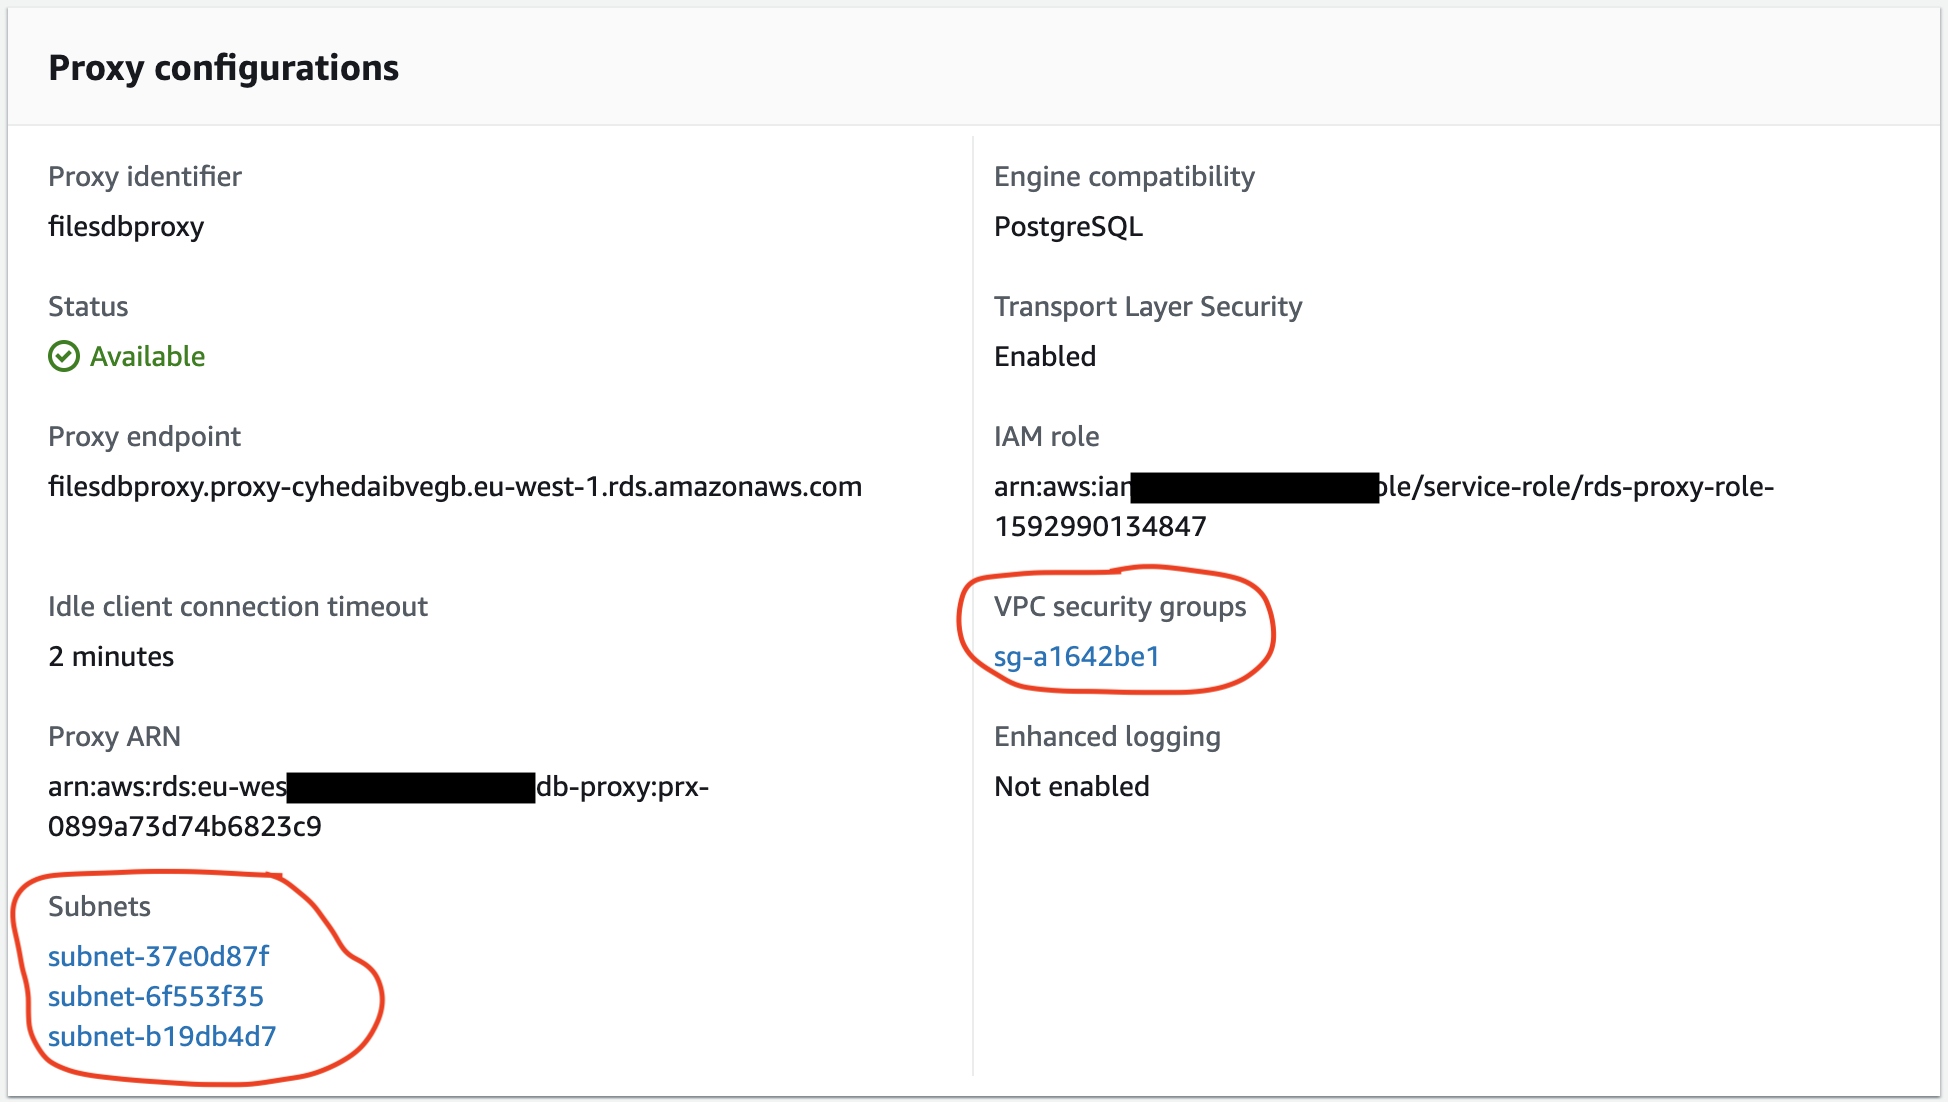 Proxy configurations
Proxy identifier
filesdbproxy
Status
Available
Proxy endpoint
filesdbproxy.proxy-cyhedaibvegb.eu-west-1.rds.amazonaws.com
Idle client connection timeout
2 minutes
Proxy ARN
arn:aws:rds:eu-wes db-proxy:prx-
0899a73d74b6823c9
Subnets
subnet-37e0d87f
subnet-6f553f35
subnet-b19db4d7
Engine compatibility
PostgreSQL
Transport Layer Security
Enabled
IAM role
arn:aws:iam ole/service-role/rds-proxy-role-
1592990134847
VPC security groups
sg-a1642be1
Enhanced logging
Not enabled